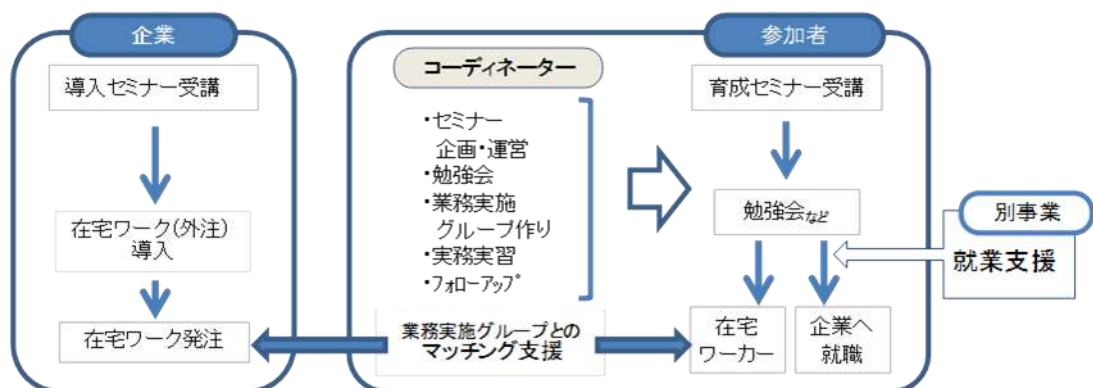 企業
導入セミナー受講
在宅ワーク(外注)
導入
在宅ワーク発注
参加者
コーディネーター
・セミナー
企画・運営
・勉強会
・業務実施
グループ作り
・実務実習
・フォローアップ
業務実施グループとの
マッチング支援
育成セミナー受講
勉強会など
在宅
ワーカー
企業へ
就職
別事業
就業支援